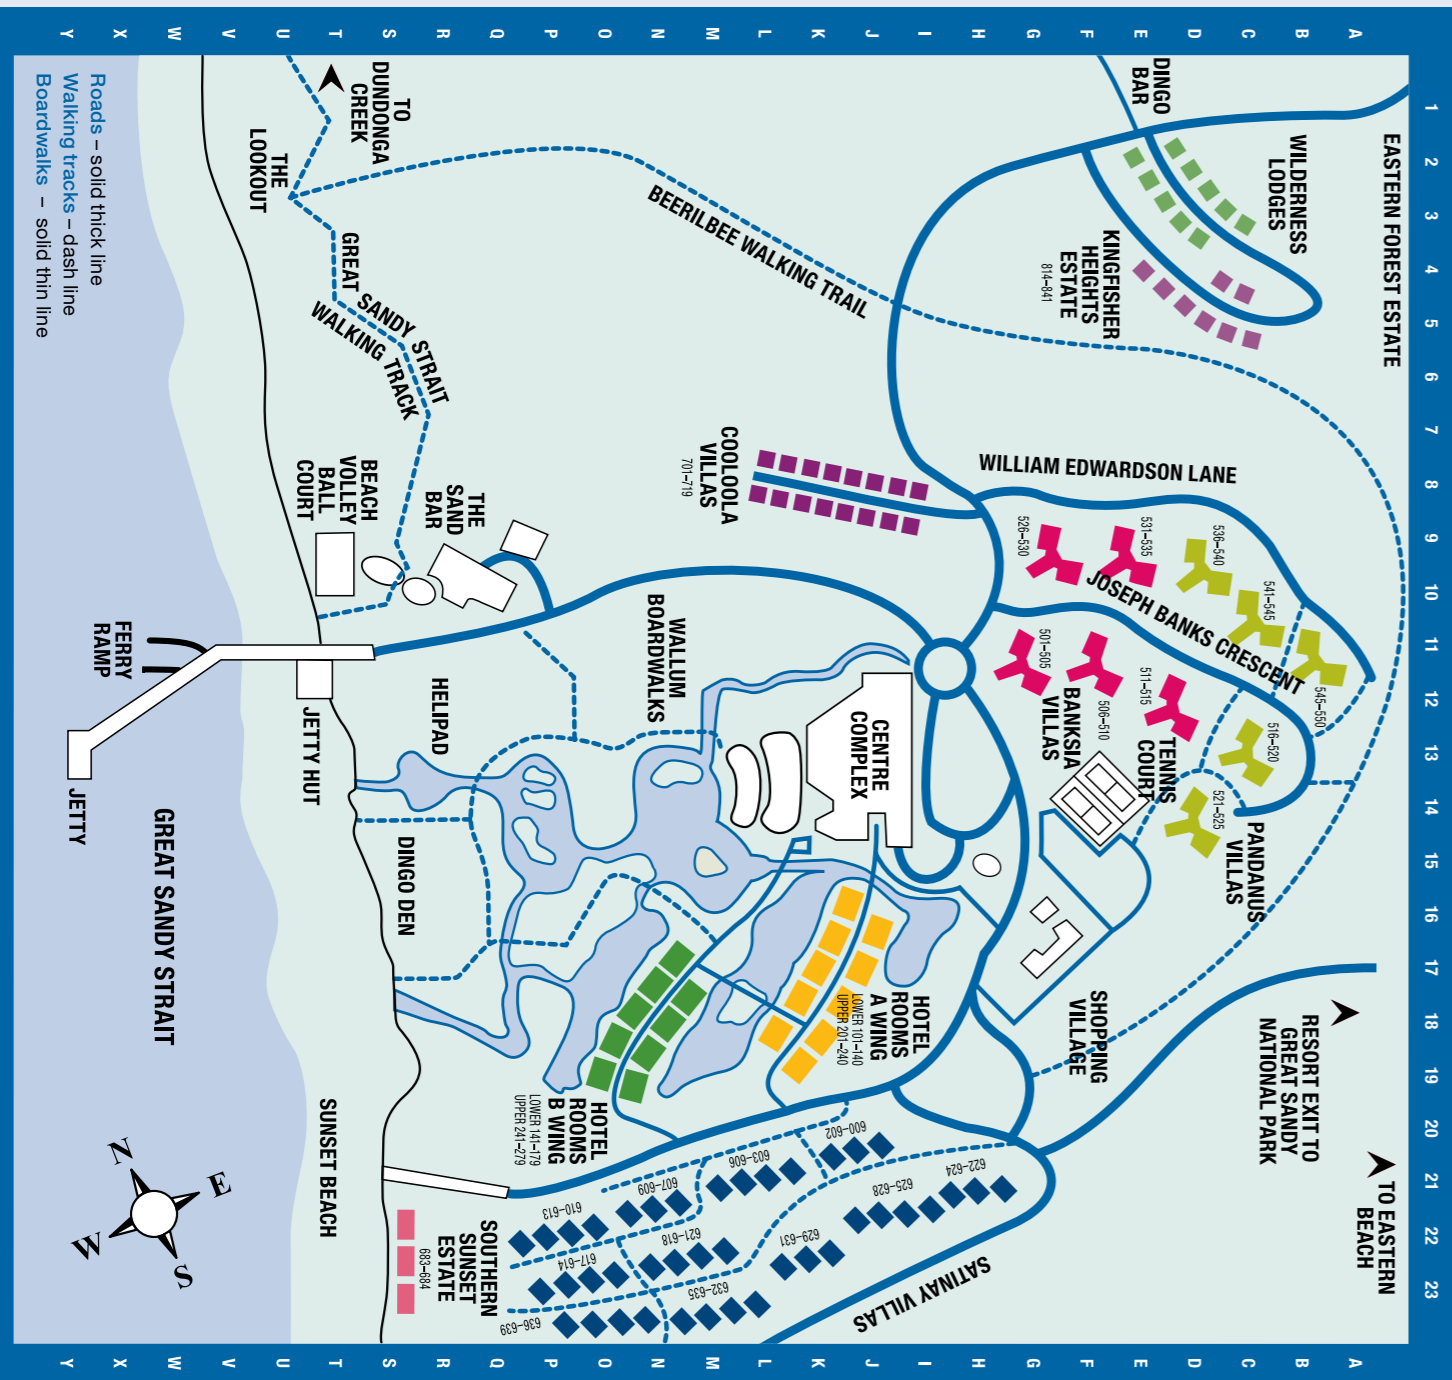 Y X W V U T S R Q P O N M L K J I H G F E D C B A
1
2
3
4
5
6
7
8
9
10
11
12
13
14
15
16
17
18
19
20
21
22
23
Roads – solid thick line
Walking tracks – dash line
Boardwalks – solid thin line
TO
DUNDONGA
CREEK
THE
LOOKOUT
GREAT SANDY STRAIT
WALKING TRACK
BEERILBEE WALKING TRAIL
DINGO
BAR
WILDERNESS
LODGES
EASTERN FOREST ESTATE
KINGFISHER
HEIGHTS
ESTATE
814–841
COOLOOLA
VILLAS
701–719
WILLIAM EDWARDSON LANE
BEACH
VOLLEY
BALL
COURT
THE
SAND
BAR
526–530
531–535
536–540
541–545
545–550
JOSEPH BANKS CRESCENT
501–505
506–510
511–515
516–520
521–525
BANKSIA
VILLAS
TENNIS
COURT
PANDANUS
VILLAS
FERRY
RAMP
JETTY HUT
JETTY
HELIPAD
WALLUM
BOARDWALKS
CENTRE
COMPLEX
DINGO DEN
GREAT SANDY STRAIT
HOTEL
ROOMS
A WING
LOWER 101–140
UPPER 201–240
SHOPPING
VILLAGE
RESORT EXIT TO
GREAT SANDY
NATIONAL PARK
TO EASTERN
BEACH
HOTEL
ROOMS
B WING
LOWER 141–179
UPPER 241–279
SUNSET BEACH
SOUTHERN
SUNSET
ESTATE
683–684
600–602
603–606
607–609
610–613
617–614
621–618
622–624
625–628
629–631
632–635
636–639
SATINAY VILLAS
N
E
S
W
Y X W V U T S R Q P O N M L K J I H G F E D C B A